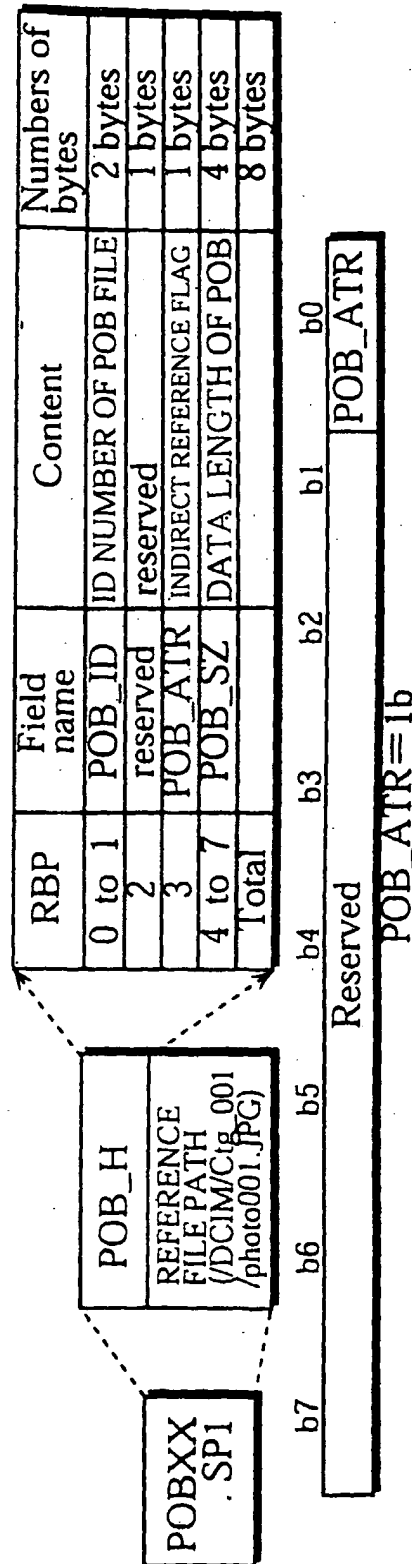 POBXX
. SP1
POB_H
REFERENCE
FILE PATH
(/DCIM/Ctg_001
/photo001.JPG)
RBP Field name Content Numbers of bytes
0 to 1 POB_ID ID NUMBER OF POB FILE 2 bytes
2 reserved reserved 1 bytes
3 POB_ATR INDIRECT REFERENCE FLAG 1 bytes
4 to 7 POB_SZ DATA LENGTH OF POB 4 bytes
Total 8 bytes
b7 b6 b5 b4 b3 b2 b1 b0
Reserved POB_ATR
POB_ATR=1b